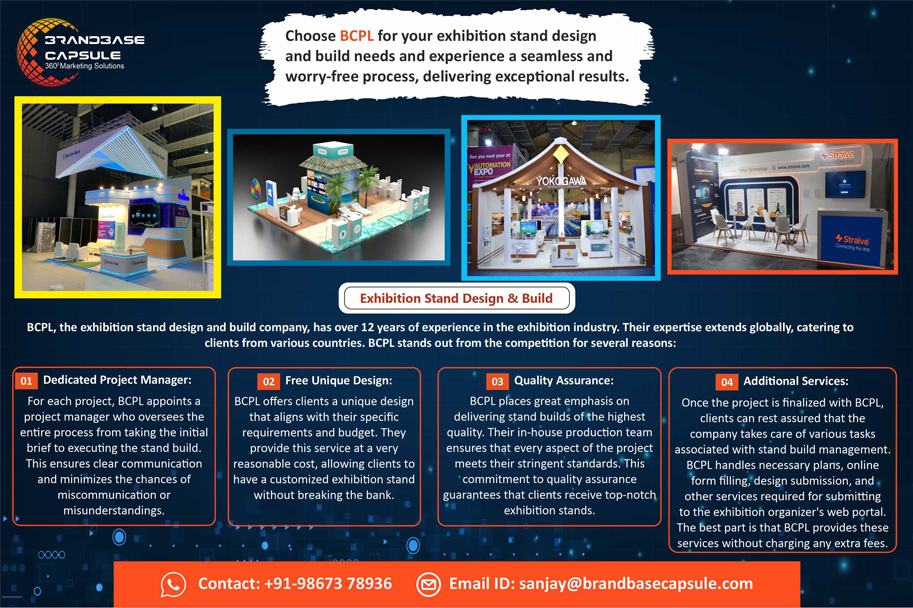 BRANDBASE
CAPSULE
360° Marketing Solutions
Choose BCPL for your exhibition stand design
and build needs and experience a seamless and
worry-free process, delivering exceptional results.
See you next year at
AUTOMATION
EXPO
YOKOGAWA
Straive
www.straive.com
Straive
Connecting the dots
Exhibition Stand Design & Build
BCPL, the exhibition stand design and build company, has over 12 years of experience in the exhibition industry. Their expertise extends globally, catering to
clients from various countries. BCPL stands out from the competition for several reasons:
01 Dedicated Project Manager:
For each project, BCPL appoints a
project manager who oversees the
entire process from taking the initial
brief to executing the stand build.
This ensures clear communication
and minimizes the chances of
miscommunication or
misunderstandings.
02 Free Unique Design:
BCPL offers clients a unique design
that aligns with their specific
requirements and budget. They
provide this service at a very
reasonable cost, allowing clients to
have a customized exhibition stand
without breaking the bank.
03 Quality Assurance:
BCPL places great emphasis on
delivering stand builds of the highest
quality. Their in-house production team
ensures that every aspect of the project
meets their stringent standards. This
commitment to quality assurance
guarantees that clients receive top-notch
exhibition stands.
04 Additional Services:
Once the project is finalized with BCPL,
clients can rest assured that the
company takes care of various tasks
associated with stand build management.
BCPL handles necessary plans, online
form filling, design submission, and
other services required for submitting
to the exhibition organizer's web portal.
The best part is that BCPL provides these
services without charging any extra fees.
Contact: +91-98673 78936
Email ID: sanjay@brandbasecapsule.com